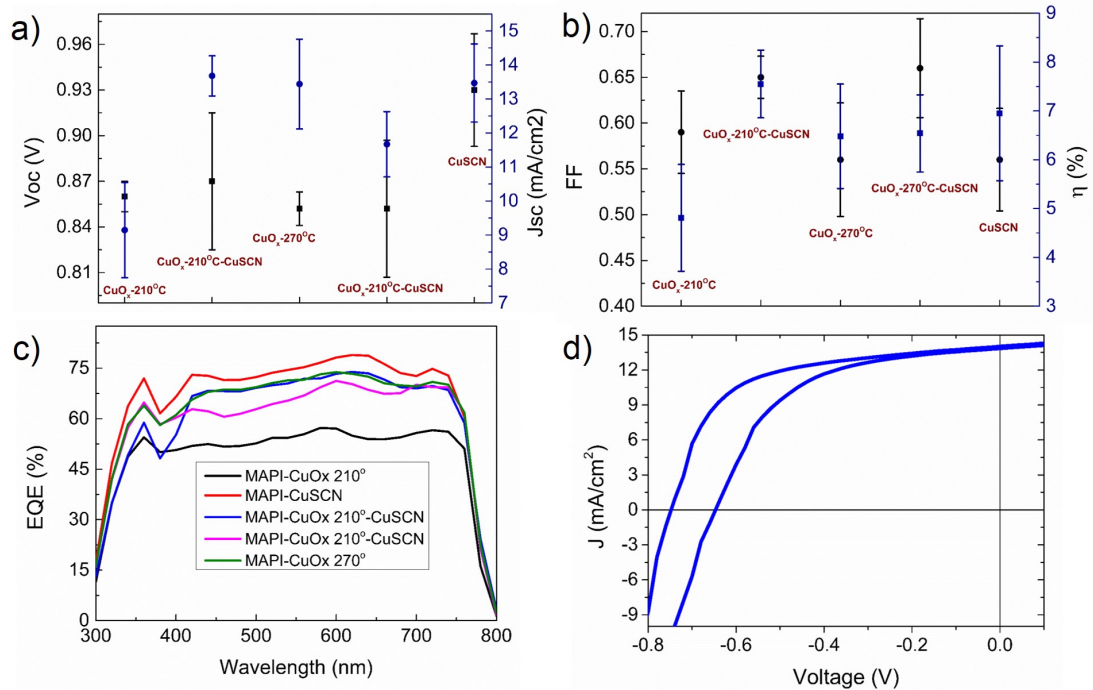 a)
0.96
0.93
0.90
0.87
0.84
0.81
Voc (V)
15
14
13
12
11
10
9
8
7
Jsc (mA/cm2)
CuOₓ-210°C
CuOₓ-210°C-CuSCN
CuOₓ-270°C
CuOₓ-210°C-CuSCN
CuSCN
b)
0.65
0.60
0.55
0.50
0.45
0.40
FF
9
8
7
6
5
4
3
η (%)
CuOₓ-210°C
CuOₓ-210°C-CuSCN
CuOₓ-270°C
CuOₓ-270°C-CuSCN
CuSCN
0.70
c)
75
60
45
30
15
0
EQE (%)
MAPI-CuOx 210°
MAPI-CuSCN
MAPI-CuOx 210°-CuSCN
MAPI-CuOx 210°-CuSCN
MAPI-CuOx 270°
300 400 500 600 700 800
Wavelength (nm)
d)
15
12
9
6
3
0
-3
-6
-9
J (mA/cm²)
-0.8 -0.6 -0.4 -0.2 0.0
Voltage (V)